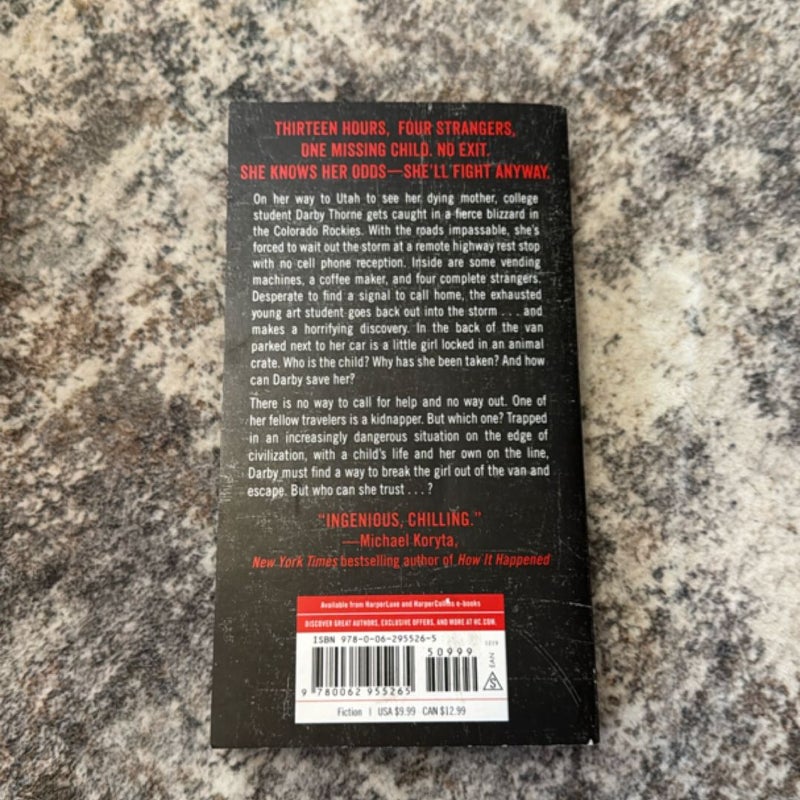 THIRTEEN HOURS, FOUR STRANGERS,
ONE MISSING CHILD. NO EXIT.
SHE KNOWS HER ODDS—SHE'LL FIGHT ANYWAY.
On her way to Utah to see her dying mother, college
student Darby Thorne gets caught in a fierce blizzard in
the Colorado Rockies. With the roads impassable, she's
forced to wait out the storm at a remote highway rest stop
with no cell phone reception. Inside are some vending
machines, a coffee maker, and four complete strangers.
Desperate to find a signal to call home, the exhausted
young art student goes back out into the storm . . . and
makes a horrifying discovery. In the back of the van
parked next to her car is a little girl locked in an animal
crate. Who is the child? Why has she been taken? And how
can Darby save her?
There is no way to call for help and no way out. One of
her fellow travelers is a kidnapper. But which one? Trapped
in an increasingly dangerous situation on the edge of
civilization, with a child's life and her own on the line,
Darby must find a way to break the girl out of the van and
escape. But who can she trust . . . ?
"INGENIOUS, CHILLING."
—Michael Koryta,
New York Times bestselling author of How It Happened
Available from HarperLuxe and HarperCollins e-books
DISCOVER GREAT AUTHORS, EXCLUSIVE OFFERS, AND MORE AT HC.COM.
ISBN 978-0-06-295526-5
50999
9 780062 955265
1219
EAN
S
Fiction | USA $9.99 CAN $12.99